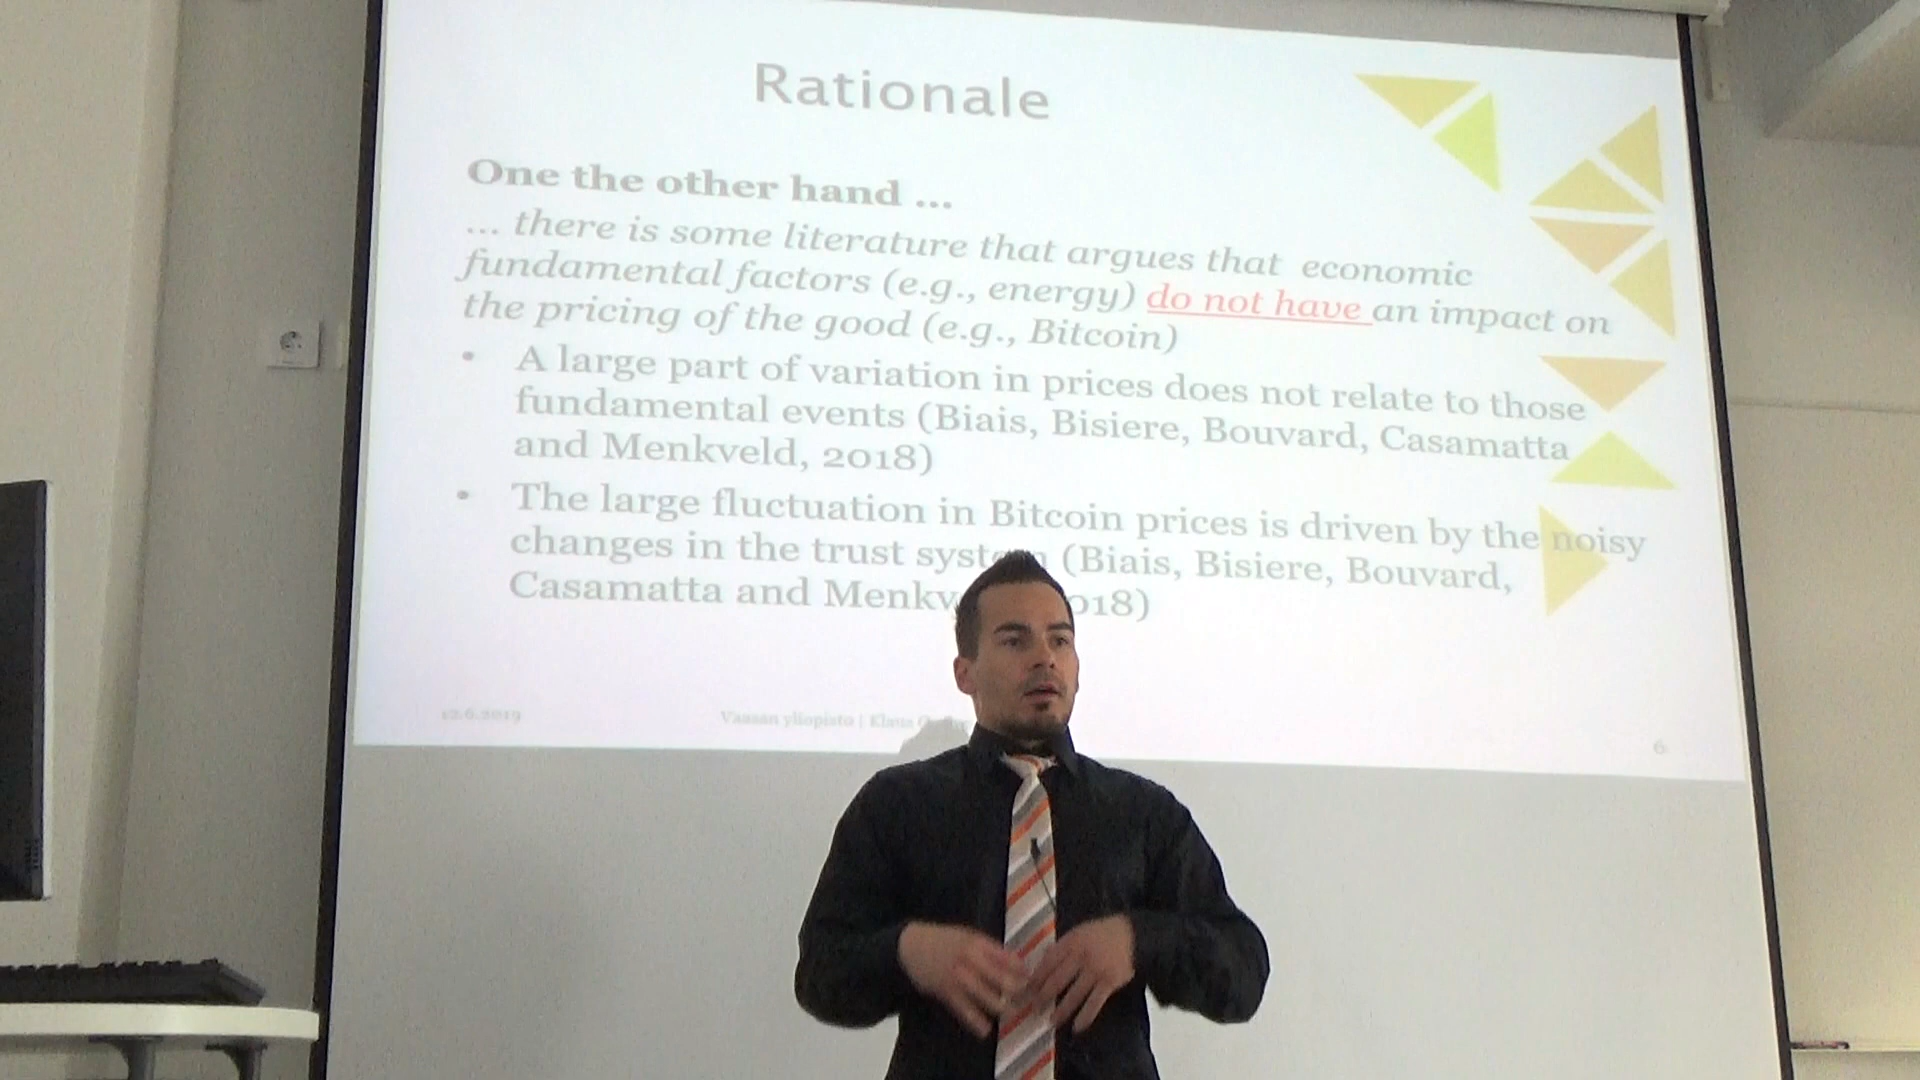 Rationale
One the other hand ...
... there is some literature that argues that economic
fundamental factors (e.g., energy) do not have an impact on
the pricing of the good (e.g., Bitcoin)
• A large part of variation in prices does not relate to those
fundamental events (Biais, Bisiere, Bouvard, Casamatta
and Menkveld, 2018)
• The large fluctuation in Bitcoin prices is driven by the noisy
changes in the trust system (Biais, Bisiere, Bouvard,
Casamatta and Menkv 018)
12.6.2019
Vaasan yliopisto | Klaus
6